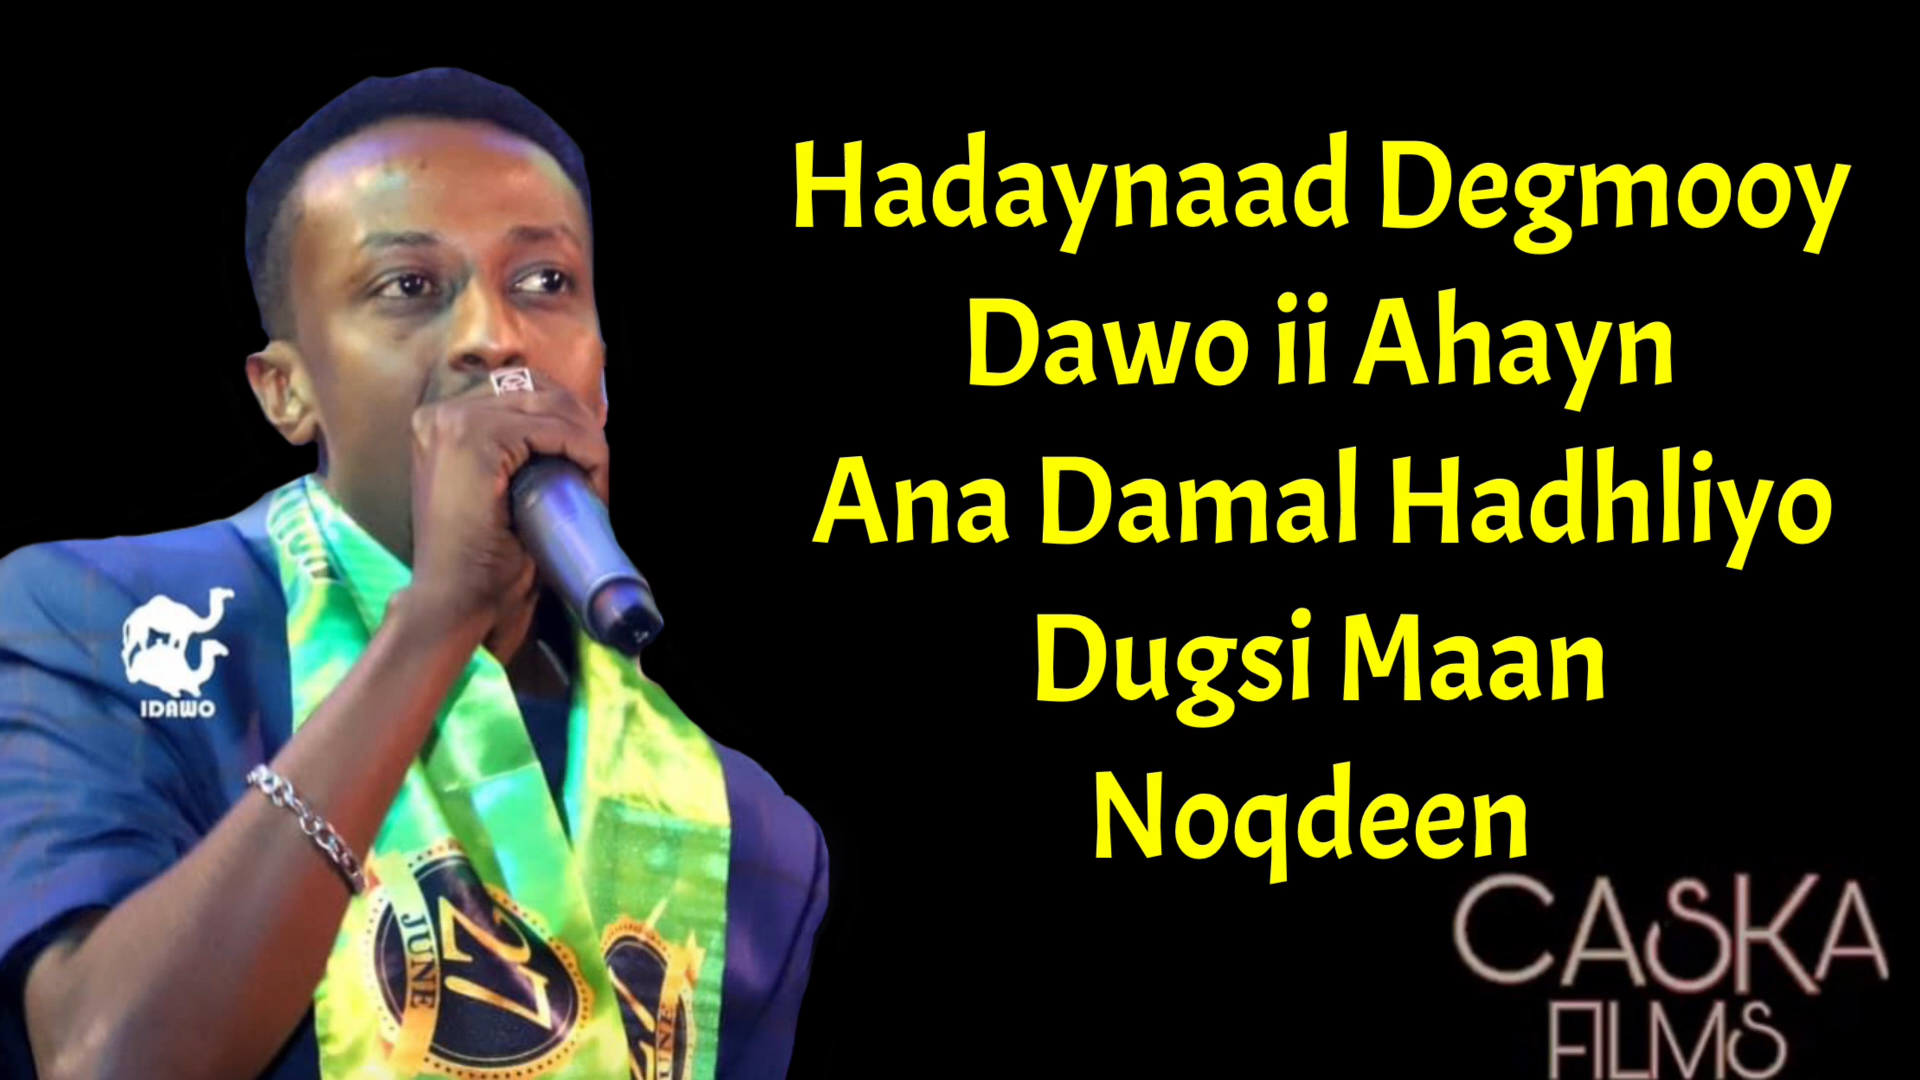 Hadaynaad Degmooy
Dawo ii Ahayn
Ana Damal Hadhliyo
Dugsi Maan
Noqdeen
IDAWO
JUNE
27
CASKA
FILMS